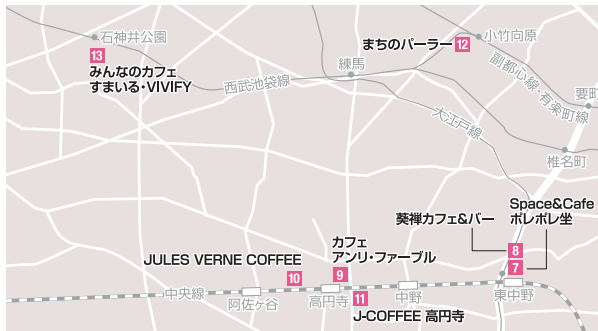 石神井公園
13
みんなのカフェ
すまいる・VIVIFY
まちのパーラー
12
小竹向原
練馬
西武池袋線
副都心線・有楽町線
要町
大江戸線
椎名町
Space&Cafe
ポレポレ坐
葵禅カフェ&バー
8
7
カフェ
アンリ・ファーブル
JULES VERNE COFFEE
10
9
11
中央線
阿佐ヶ谷
高円寺
中野
東中野
J-COFFEE 高円寺